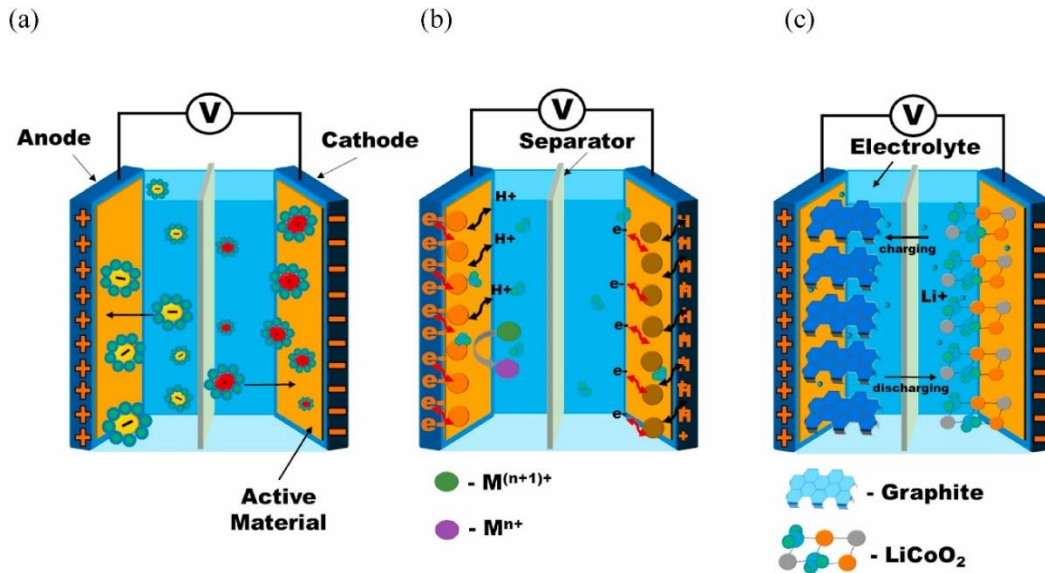 (a)
(b)
(c)
V
V
V
Anode
Cathode
Separator
Electrolyte
H+
H+
H+
e-
e-
e-
e-
e-
e-
e-
e-
e-
e-
e-
e-
charging
Li+
discharging
Active
Material
- M(n+1)+
- Mn+
- Graphite
- LiCoO2